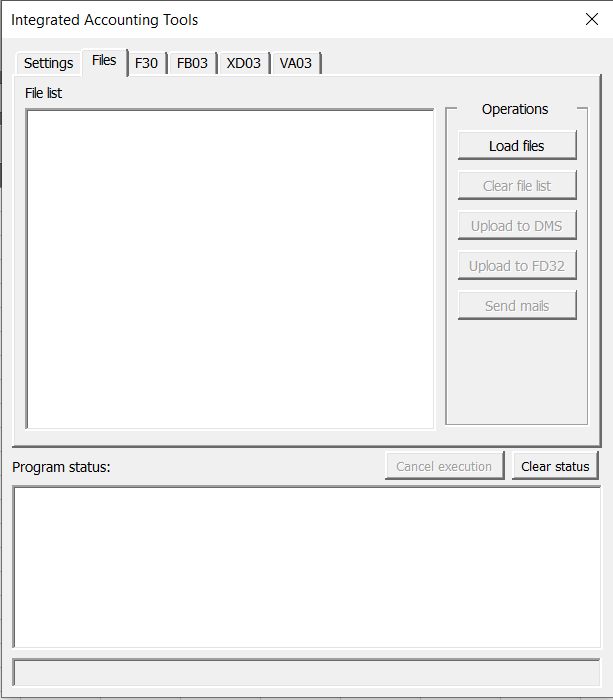 Integrated Accounting Tools
Settings Files F30 FB03 XD03 VA03
File list
Operations
Load files
Clear file list
Upload to DMS
Upload to FD32
Send mails
Program status:
Cancel execution
Clear status